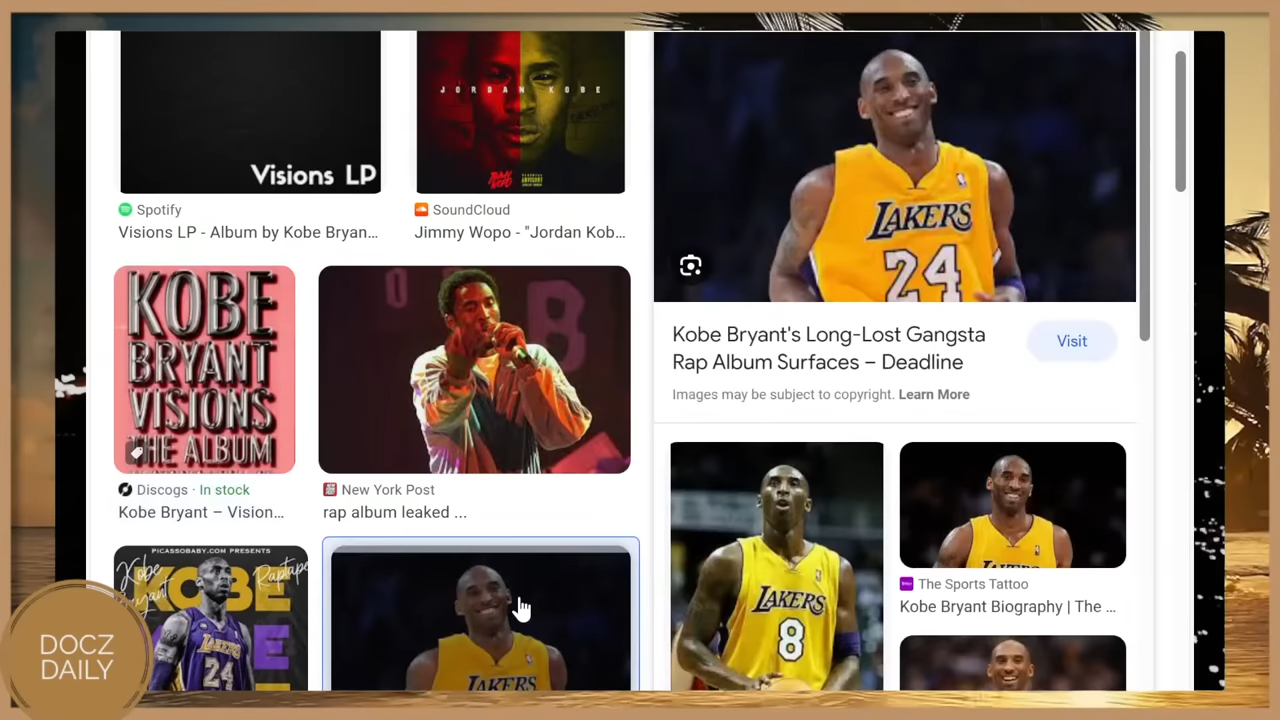 Visions LP
Spotify
Visions LP - Album by Kobe Bryan...
JORDAN KOBE
SoundCloud
Jimmy Wopo - "Jordan Kob...
LAKERS
24
Kobe Bryant's Long-Lost Gangsta
Rap Album Surfaces – Deadline
Visit
Images may be subject to copyright. Learn More
KOBE
BRYANT
VISIONS
THE ALBUM
Discogs · In stock
Kobe Bryant – Vision...
O B
New York Post
rap album leaked ...
PICASSOBABY.COM PRESENTS
Kobe
Bryant
Raptape
KOBE
E
LAKERS
24
LAKERS
LAKERS
8
The Sports Tattoo
Kobe Bryant Biography | The ...
DOCZ
DAILY